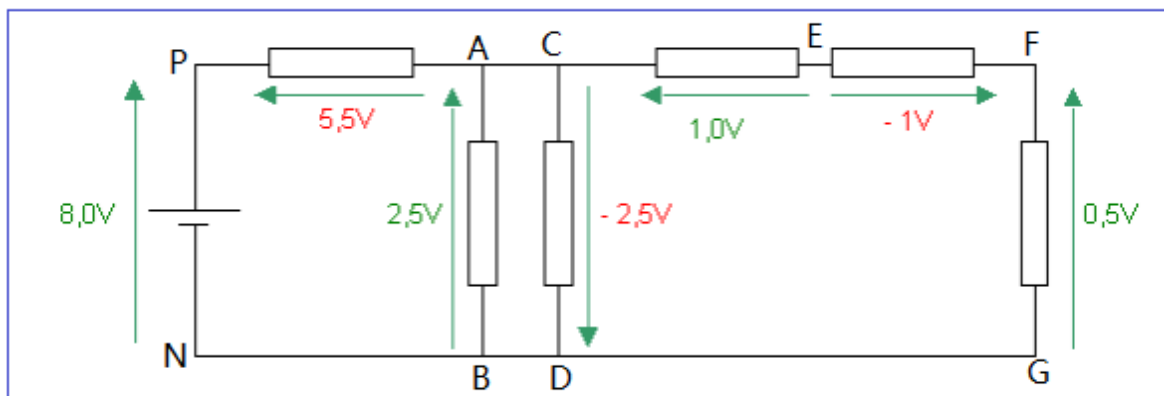 P A C E F
5,5V 1,0V - 1V
8,0V 2,5V - 2,5V 0,5V
N B D G